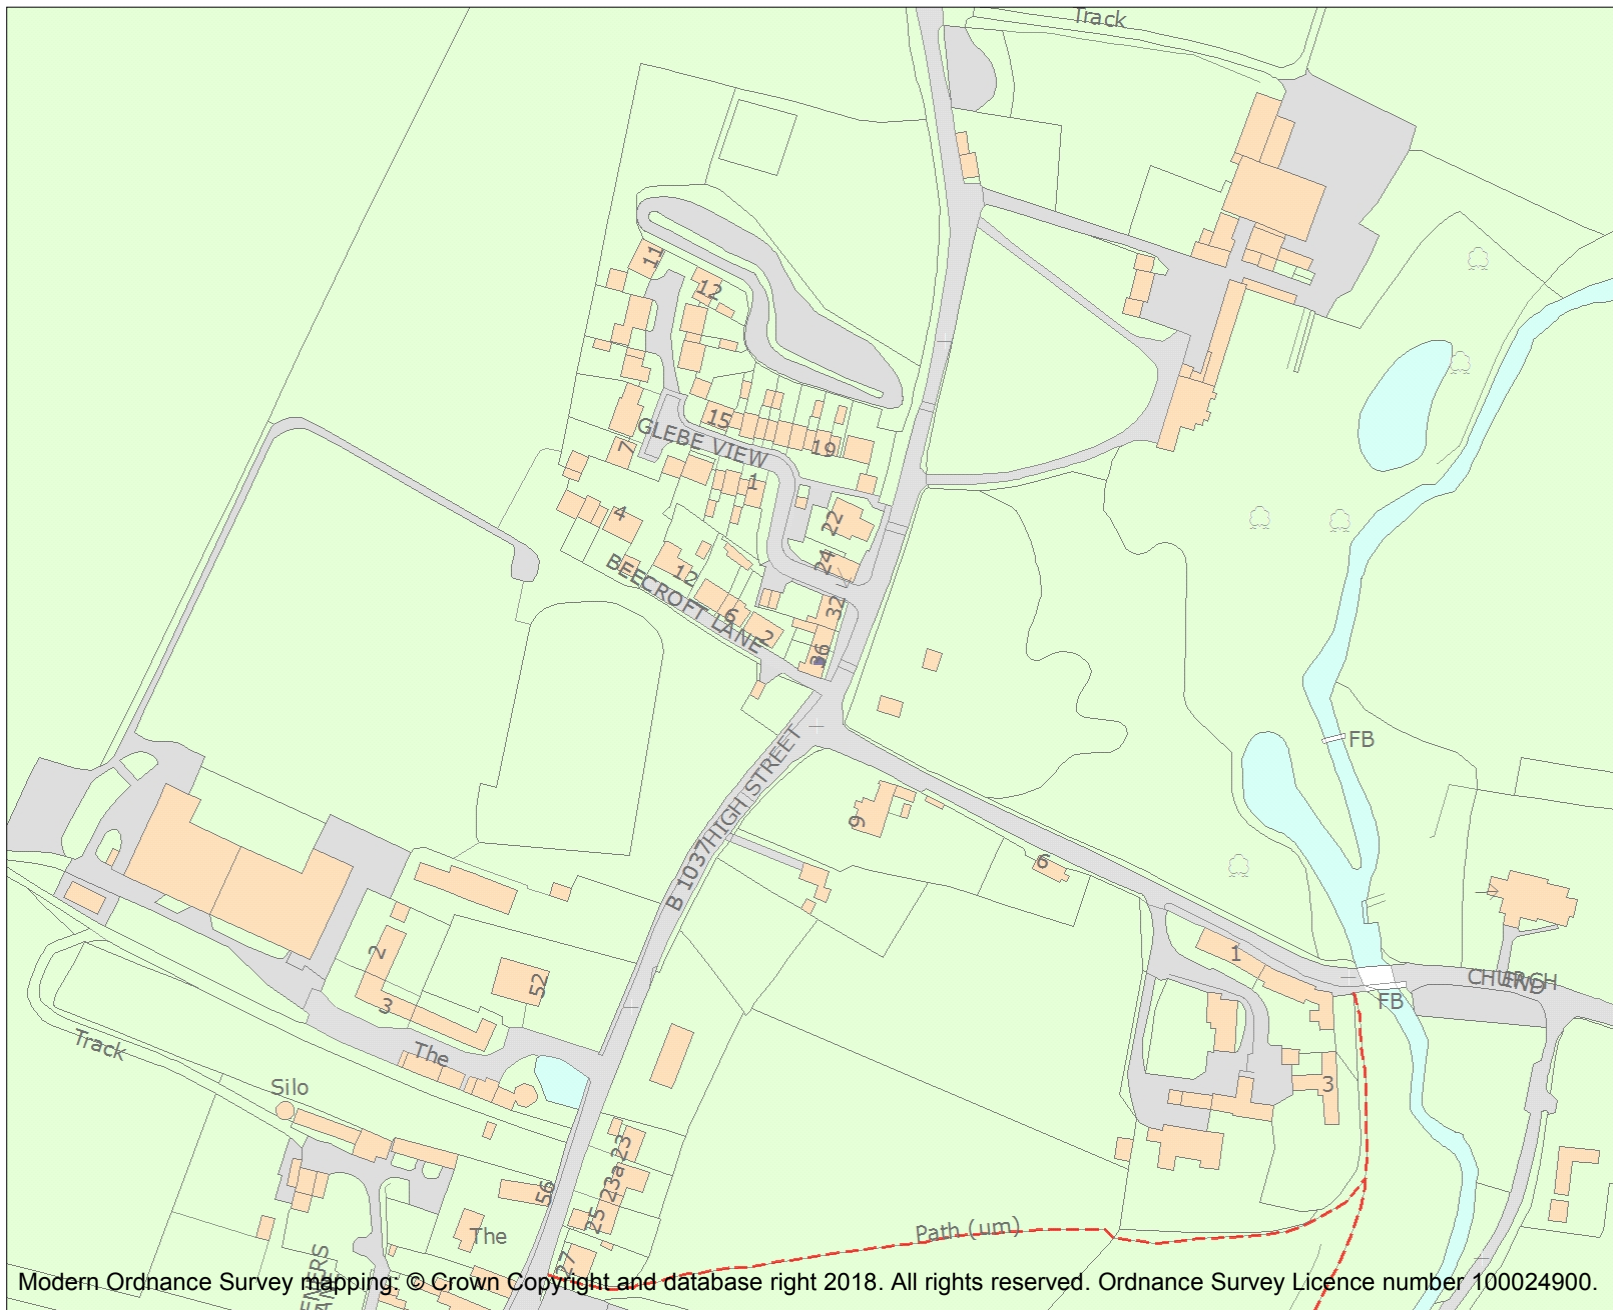 Track
11
12
15
GLEBE VIEW
19
7
1
4
22
24
12
BEECROFT LANE
32
6
2
36
FB
B 1037HIGH STREET
9
6
2
52
1
CHURCH
END
FB
3
The
Track
Silo
3
23
23a
56
25
The
Path (um)
27
Modern Ordnance Survey mapping: © Crown Copyright and database right 2018. All rights reserved. Ordnance Survey Licence number 100024900.